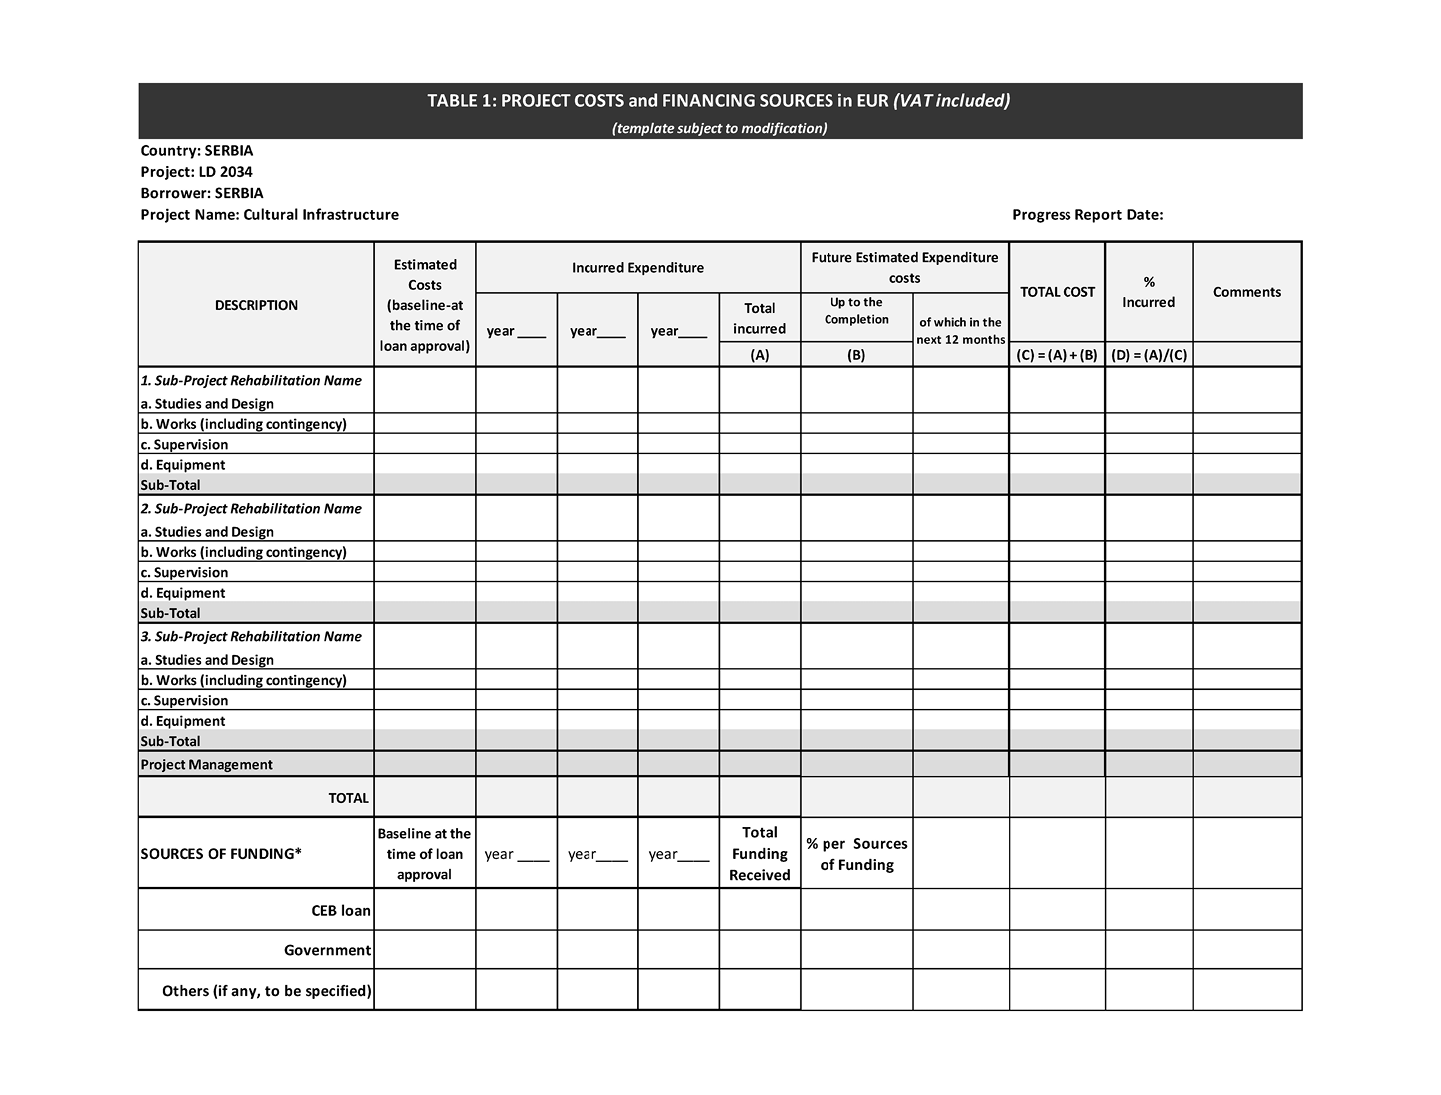 TABLE 1: PROJECT COSTS and FINANCING SOURCES in EUR (VAT included)
(template subject to modification)
Country: SERBIA
Project: LD 2034
Borrower: SERBIA
Project Name: Cultural Infrastructure Progress Report Date:
DESCRIPTION
Estimated
Costs
(baseline-at
the time of
loan approval)
Incurred Expenditure
year____
year____
year____
Total
incurred
(A)
Future Estimated Expenditure
costs
Up to the
Completion
(B)
of which in the
next 12 months
TOTAL COST
(C) = (A) + (B)
%
Incurred
(D) = (A)/(C)
Comments
1. Sub-Project Rehabilitation Name
a. Studies and Design
b. Works (including contingency)
c. Supervision
d. Equipment
Sub-Total
2. Sub-Project Rehabilitation Name
a. Studies and Design
b. Works (including contingency)
c. Supervision
d. Equipment
Sub-Total
3. Sub-Project Rehabilitation Name
a. Studies and Design
b. Works (including contingency)
c. Supervision
d. Equipment
Sub-Total
Project Management
TOTAL
SOURCES OF FUNDING*
Baseline at the
time of loan
approval
year ____
year____
year____
Total
Funding
Received
% per Sources
of Funding
CEB loan
Government
Others (if any, to be specified)